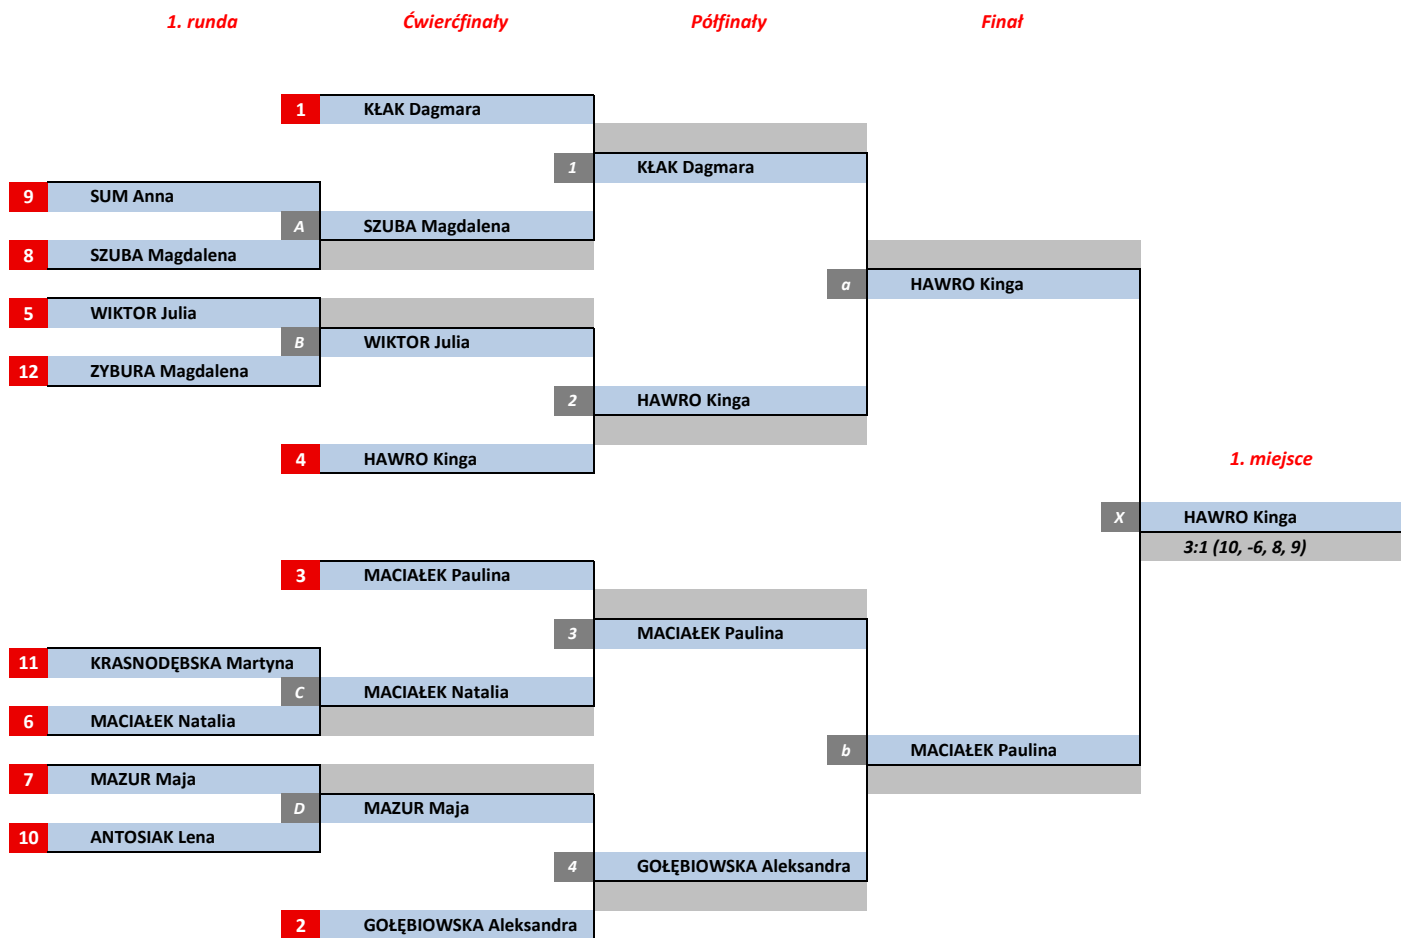 1. runda Ćwierćfinały Półfinały Finał
1 KŁAK Dagmara
1 KŁAK Dagmara
9 SUM Anna
A SZUBA Magdalena
8 SZUBA Magdalena
a HAWRO Kinga
5 WIKTOR Julia
B WIKTOR Julia
12 ZYBURA Magdalena
2 HAWRO Kinga
4 HAWRO Kinga
1. miejsce
X HAWRO Kinga
3:1 (10, -6, 8, 9)
3 MACIAŁEK Paulina
3 MACIAŁEK Paulina
11 KRASNODĘBSKA Martyna
C MACIAŁEK Natalia
6 MACIAŁEK Natalia
b MACIAŁEK Paulina
7 MAZUR Maja
D MAZUR Maja
10 ANTOSIAK Lena
4 GOŁĘBIOWSKA Aleksandra
2 GOŁĘBIOWSKA Aleksandra